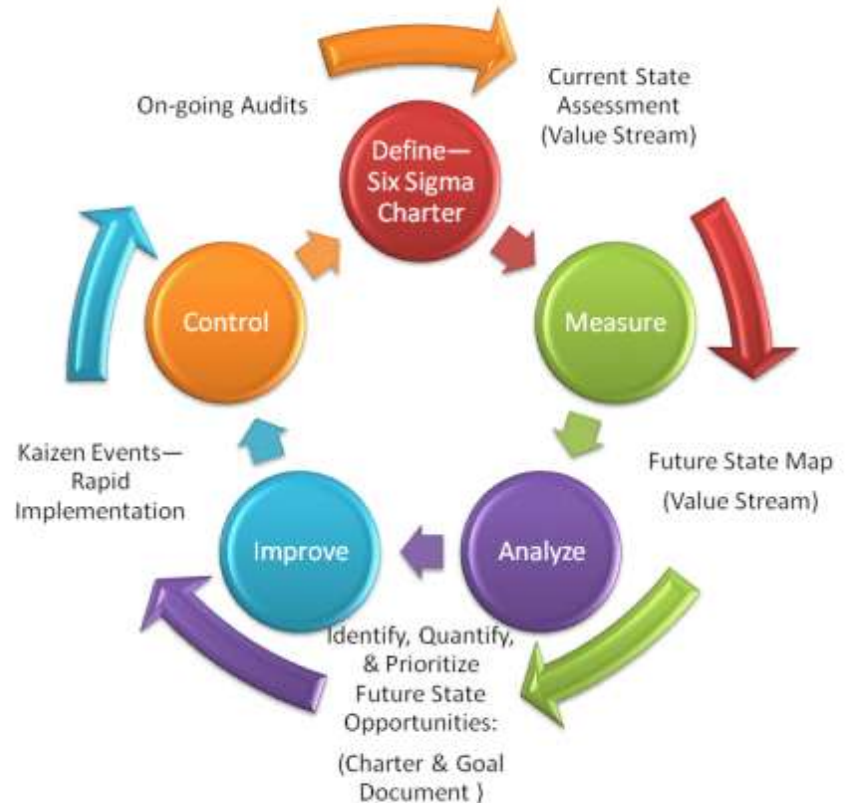 On-going Audits
Current State
Assessment
(Value Stream)
Define—
Six Sigma
Charter
Control
Measure
Kaizen Events—
Rapid
Implementation
Future State Map
(Value Stream)
Improve
Analyze
Identify, Quantify,
& Prioritize
Future State
Opportunities:
(Charter & Goal
Document )